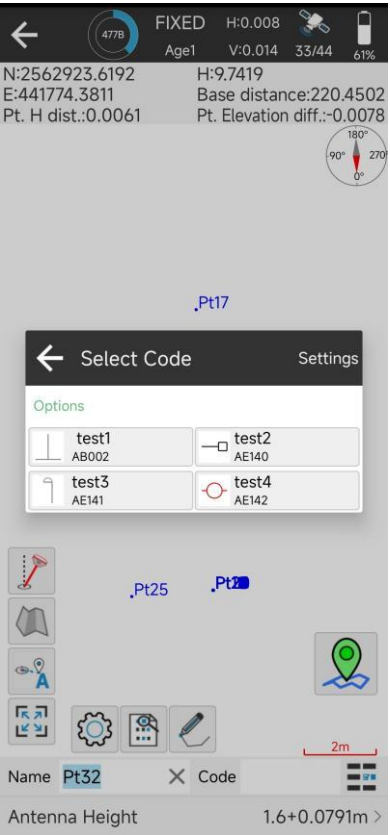 477B
FIXED H:0.008
Age1 V:0.014 33/44 61%
N:2562923.6192 H:9.7419
E:441774.3811 Base distance:220.4502
Pt. H dist.:0.0061 Pt. Elevation diff.:-0.0078
180°
90° 270
0°
Pt17
Select Code Settings
Options
test1
AB002
test2
AE140
test3
AE141
test4
AE142
Pt25
A
2m
Name Pt32 Code
Antenna Height 1.6+0.0791m